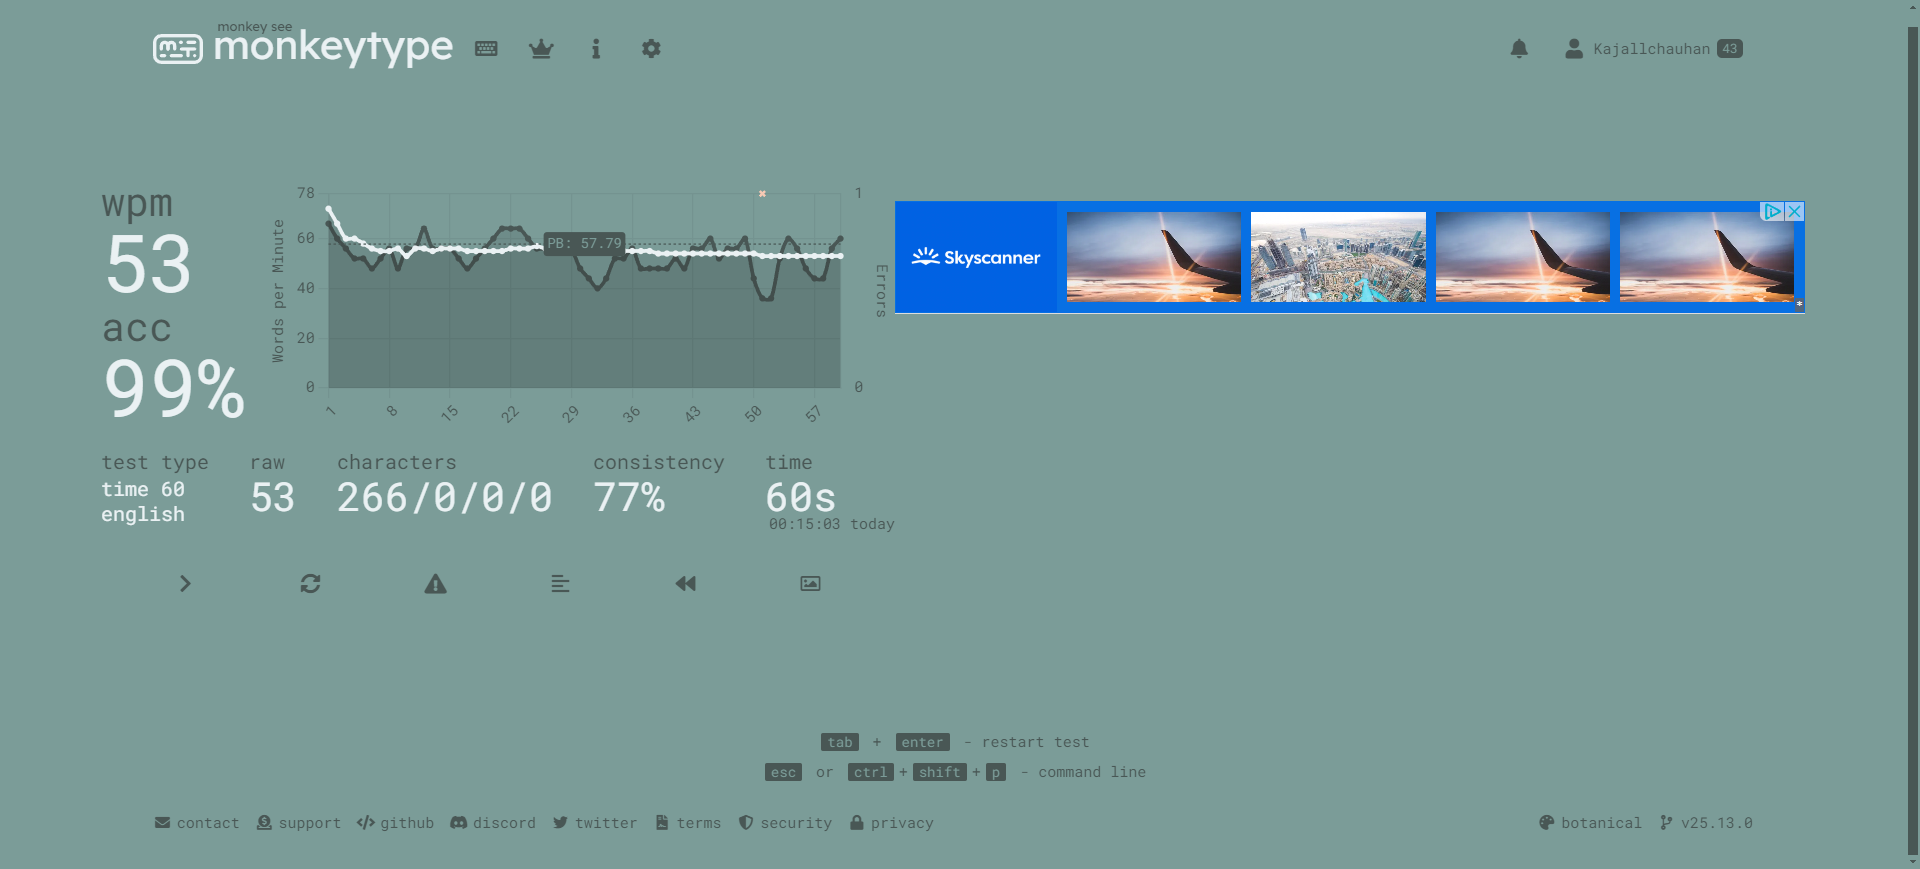 monkey see
monkeytype
Kajallchauhan 43
wpm
53
acc
99%
78
60
40
20
0
Words per Minute
PB: 57.79
1
0
Errors
1 8 15 22 29 36 43 50 57
Skyscanner
test type
time 60
english
raw
53
characters
266/0/0/0
consistency
77%
time
60s
00:15:03 today
tab + enter - restart test
esc or ctrl + shift + p - command line
contact support github discord twitter terms security privacy
botanical v25.13.0